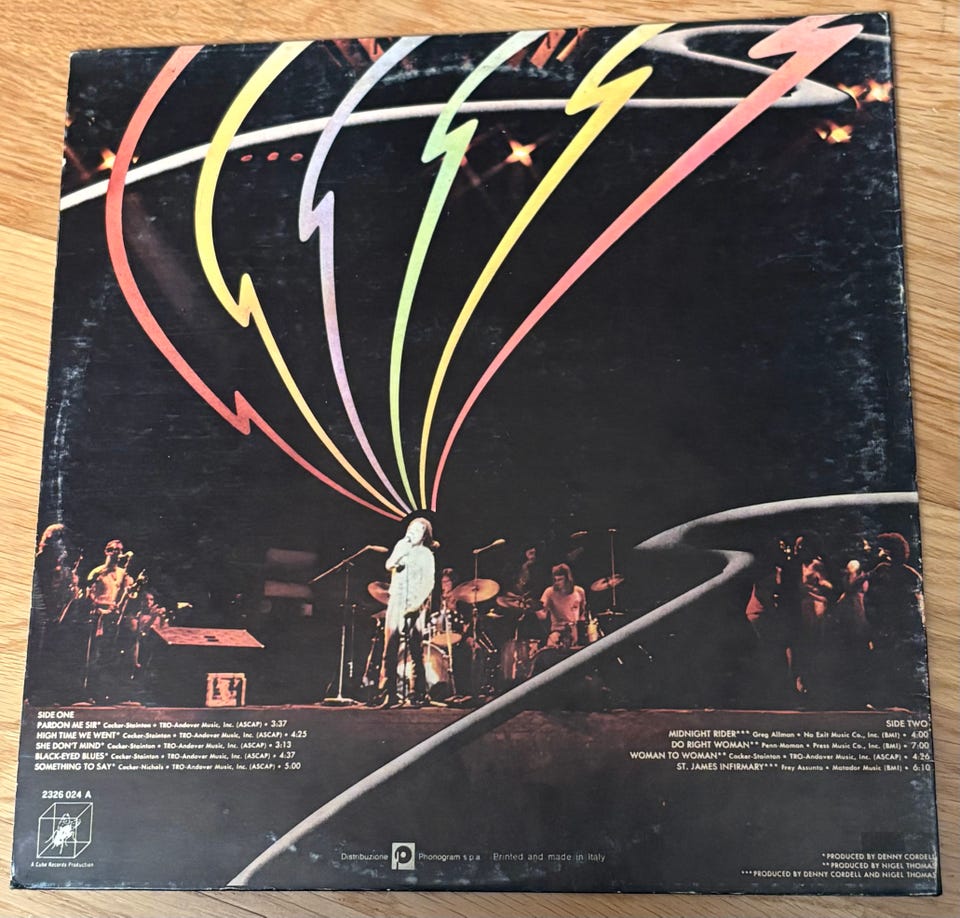 SIDE ONE
PARDON ME SIR* Cocker-Stainton • TRO-Andover Music, Inc. (ASCAP) • 3:37
HIGH TIME WE WENT* Cocker-Stainton • TRO-Andover Music, Inc. (ASCAP) • 4:25
SHE DON'T MIND* Cocker-Stainton • TRO-Andover Music, Inc. (ASCAP) • 3:13
BLACK-EYED BLUES* Cocker-Stainton • TRO-Andover Music, Inc. (ASCAP) • 4:37
SOMETHING TO SAY* Cocker-Nichols • TRO-Andover Music, Inc. (ASCAP) • 5:00
SIDE TWO
MIDNIGHT RIDER*** Greg Allman • No Exit Music Co., Inc. (BMI) • 4:00
DO RIGHT WOMAN** Penn-Moman • Press Music Co., Inc. (BMI) • 7:00
WOMAN TO WOMAN** Cocker-Stainton • TRO-Andover Music, Inc. (ASCAP) • 4:26
ST. JAMES INFIRMARY*** Frey Assunto • Matador Music (BMI) • 6:10
2326 024 A
A Cube Records Production
Distribuzione P Phonogram s.p.a. Printed and made in Italy
* PRODUCED BY DENNY CORDELL
** PRODUCED BY NIGEL THOMAS
*** PRODUCED BY DENNY CORDELL AND NIGEL THOMAS